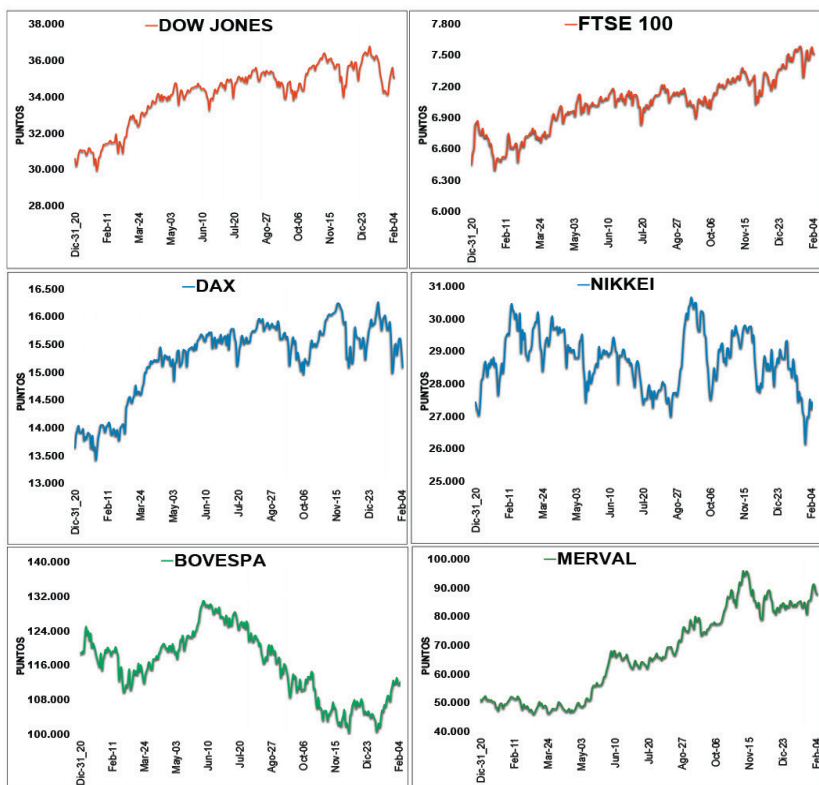 DOW JONES
38.000
36.000
34.000
32.000
30.000
28.000
PUNTOS
Dic-31_20
Feb-11
Mar-24
May-03
Jun-10
Jul-20
Ago-27
Oct-06
Nov-15
Dic-23
Feb-04
FTSE 100
7.800
7.500
7.200
6.900
6.600
6.300
6.000
PUNTOS
Dic-31_20
Feb-11
Mar-24
May-03
Jun-10
Jul-20
Ago-27
Oct-06
Nov-15
Dic-23
Feb-04
DAX
16.500
16.000
15.500
15.000
14.500
14.000
13.500
13.000
PUNTOS
Dic-31_20
Feb-11
Mar-24
May-03
Jun-10
Jul-20
Ago-27
Oct-06
Nov-15
Dic-23
Feb-04
NIKKEI
31.000
30.000
29.000
28.000
27.000
26.000
25.000
PUNTOS
Dic-31_20
Feb-11
Mar-24
May-03
Jun-10
Jul-20
Ago-27
Oct-06
Nov-15
Dic-23
Feb-04
BOVESPA
140.000
132.000
124.000
116.000
108.000
100.000
PUNTOS
Dic-31_20
Feb-11
Mar-24
May-03
Jun-10
Jul-20
Ago-27
Oct-06
Nov-15
Dic-23
Feb-04
MERVAL
100.000
90.000
80.000
70.000
60.000
50.000
40.000
PUNTOS
Dic-31_20
Feb-11
Mar-24
May-03
Jun-10
Jul-20
Ago-27
Oct-06
Nov-15
Dic-23
Feb-04